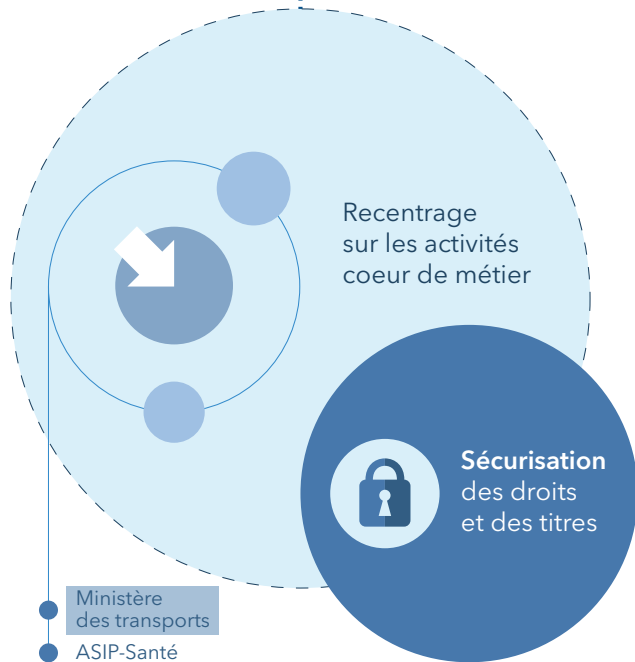 Recentrage
sur les activités
coeur de métier
Sécurisation
des droits
et des titres
Ministère
des transports
ASIP-Santé